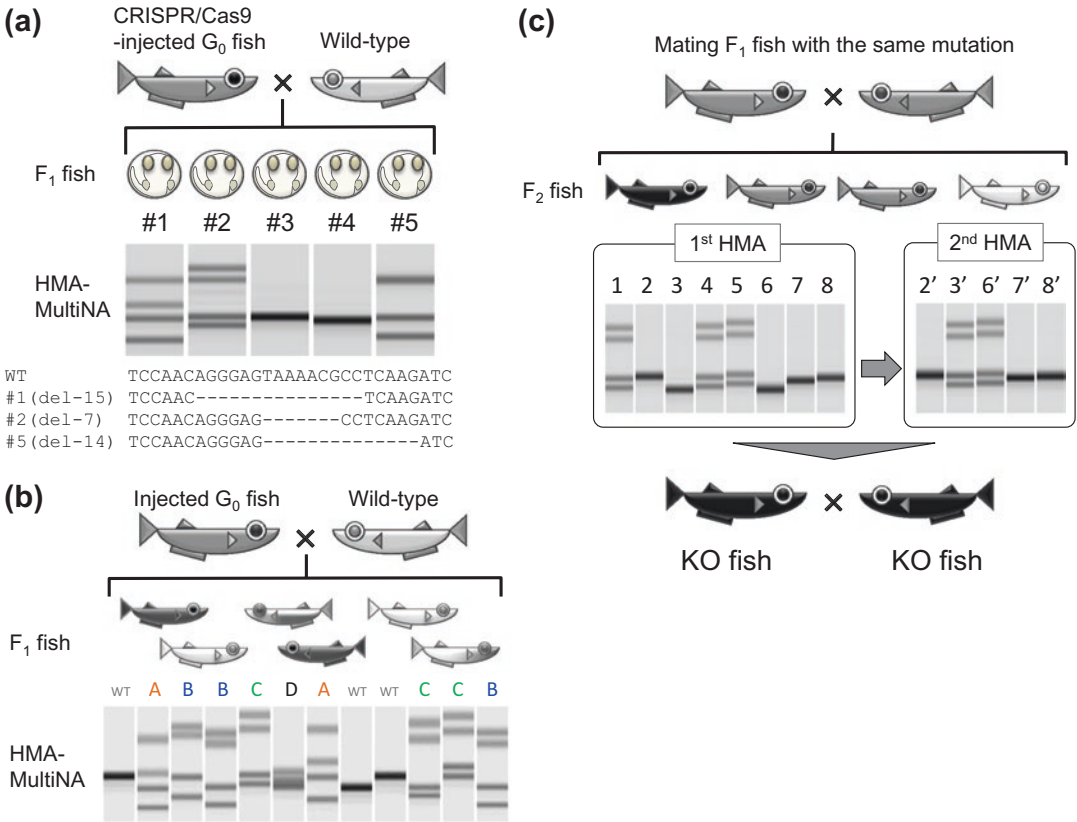 (a)
CRISPR/Cas9
-injected G0 fish
Wild-type
F1 fish
#1 #2 #3 #4 #5
HMA-
MultiNA
WT TCCAACAGGGAGTAAAACGCCTCAAGATC
#1(del-15) TCCAAC---------------TCAAGATC
#2(del-7) TCCAACAGGGAG-------CCTCAAGATC
#5(del-14) TCCAACAGGGAG--------------ATC
(b)
Injected G0 fish
Wild-type
F1 fish
WT A B B C D A WT WT C C B
HMA-
MultiNA
(c)
Mating F1 fish with the same mutation
F2 fish
1st HMA
1 2 3 4 5 6 7 8
2nd HMA
2’ 3’ 6’ 7’ 8’
KO fish
KO fish